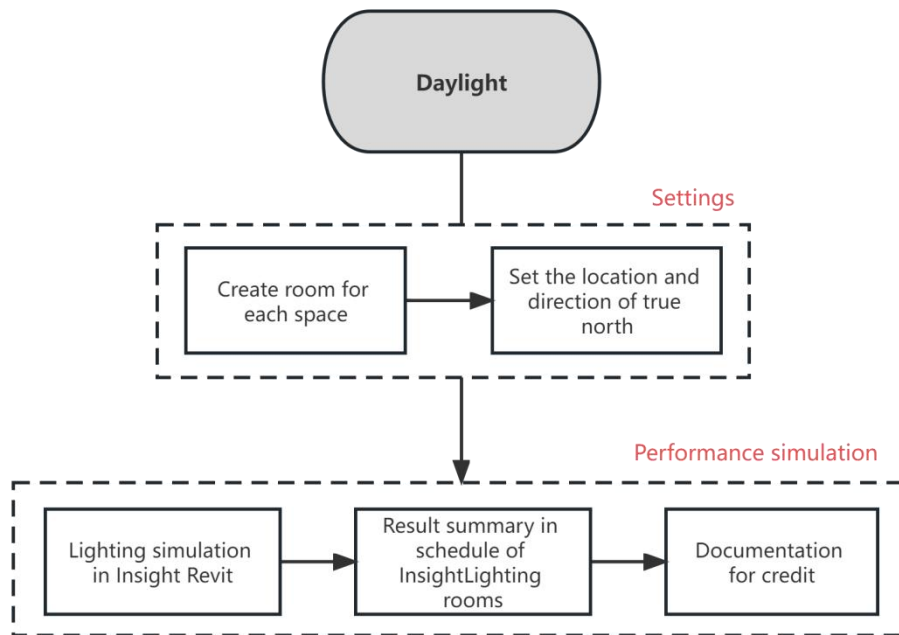 Daylight
Settings
Create room for
each space
Set the location and
direction of true
north
Performance simulation
Lighting simulation
in Insight Revit
Result summary in
schedule of
InsightLighting
rooms
Documentation
for credit